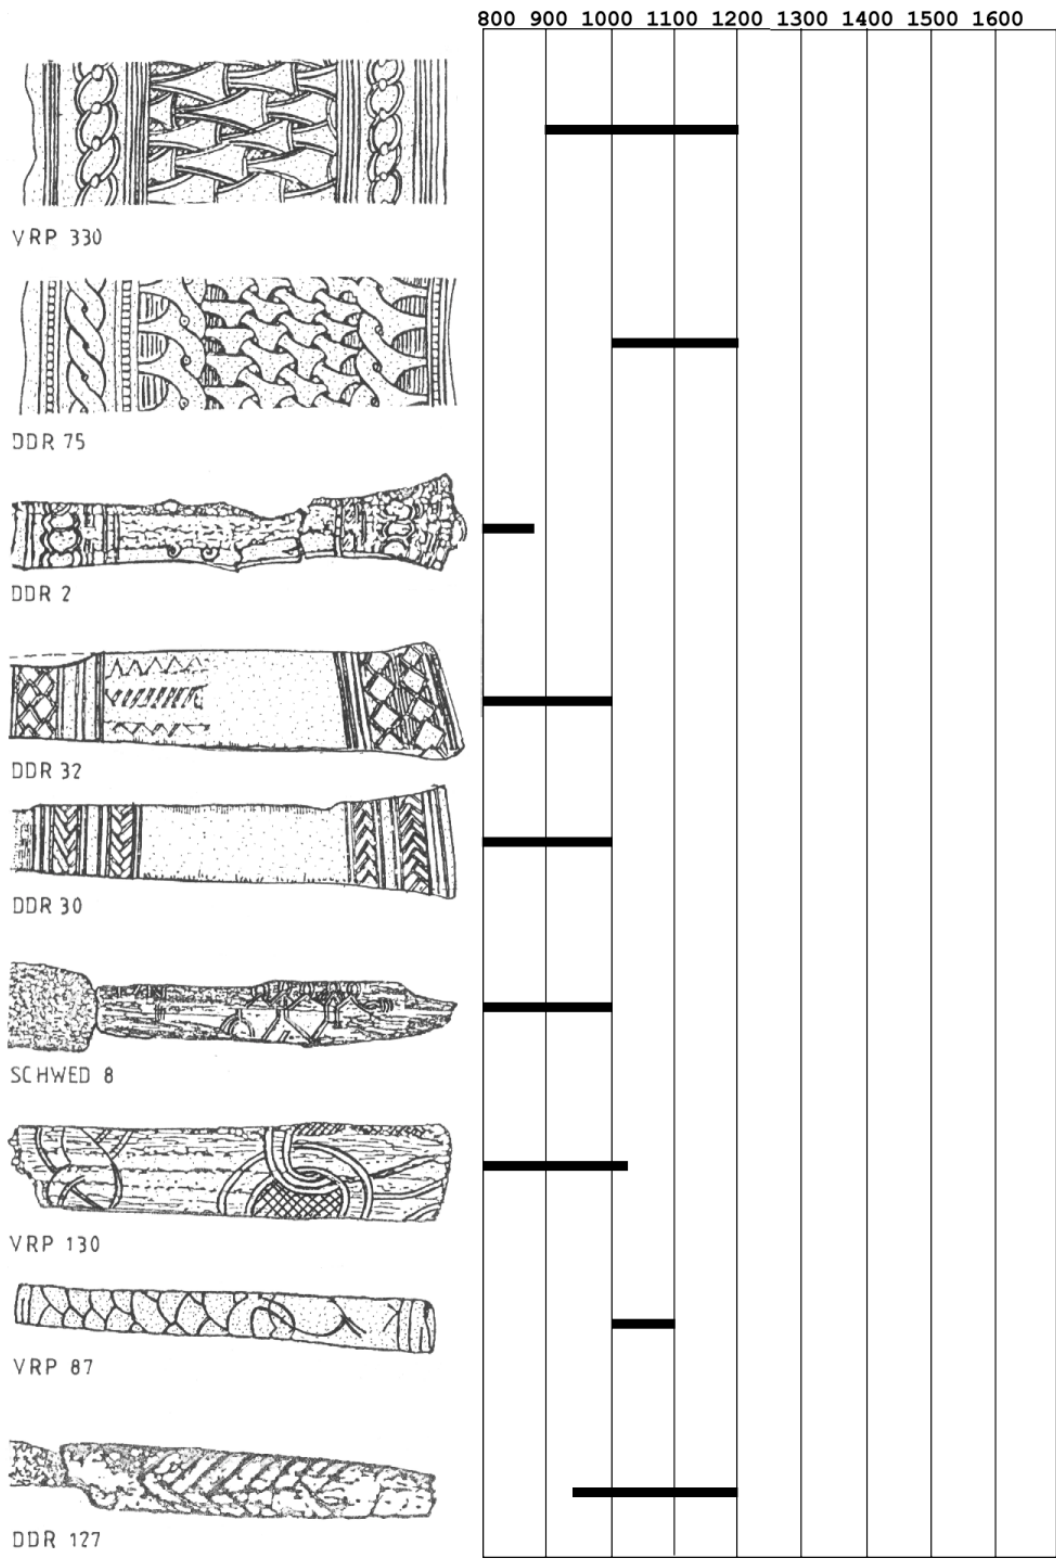 800 900 1000 1100 1200 1300 1400 1500 1600
VRP 330
DDR 75
DDR 2
DDR 32
DDR 30
SCHWED 8
VRP 130
VRP 87
DDR 127